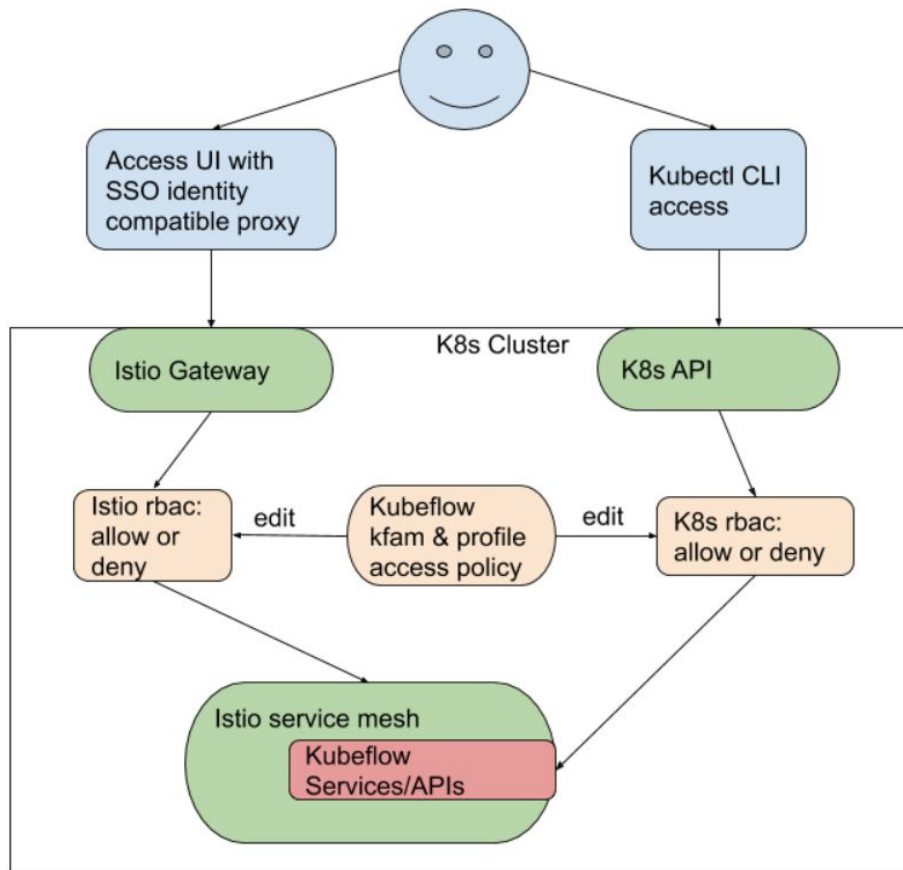 Access UI with
SSO identity
compatible proxy
Kubectl CLI
access
K8s Cluster
Istio Gateway
K8s API
Istio rbac:
allow or
deny
edit
Kubeflow
kfam & profile
access policy
edit
K8s rbac:
allow or deny
Istio service mesh
Kubeflow
Services/APIs